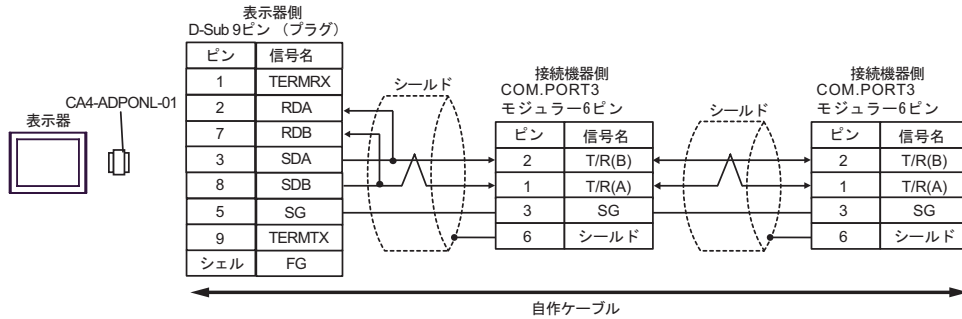 表示器側
D-Sub 9ピン (プラグ)
CA4-ADPONL-01
表示器
ピン 信号名
1 TERMRX
2 RDA
7 RDB
3 SDA
8 SDB
5 SG
9 TERMTX
シェル FG
シールド
接続機器側
COM.PORT3
モジュラー6ピン
ピン 信号名
2 T/R(B)
1 T/R(A)
3 SG
6 シールド
シールド
接続機器側
COM.PORT3
モジュラー6ピン
ピン 信号名
2 T/R(B)
1 T/R(A)
3 SG
6 シールド
自作ケーブル